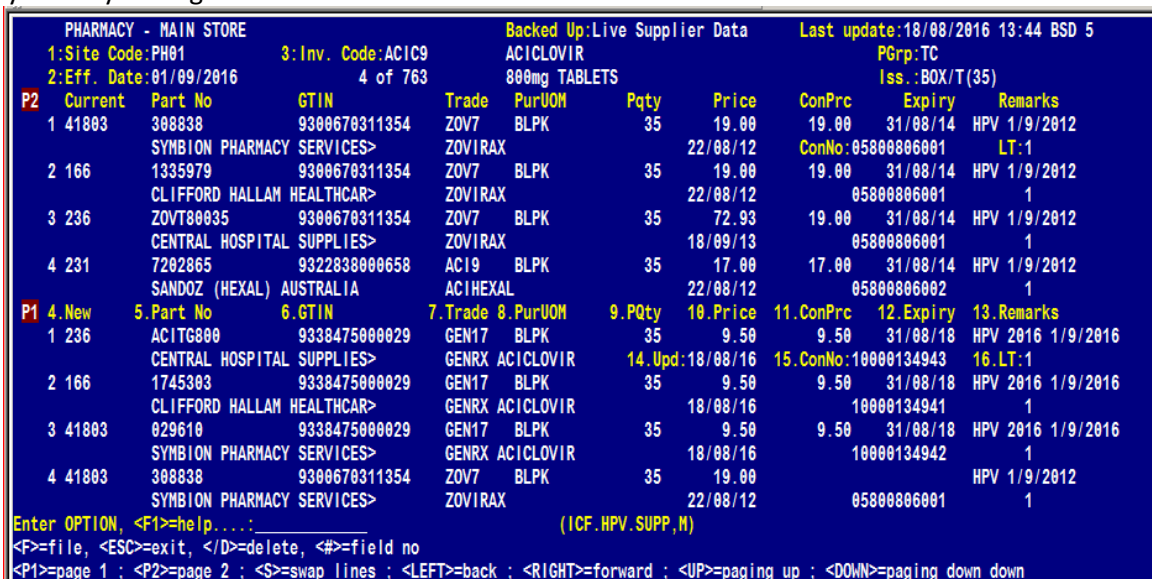 PHARMACY - MAIN STORE Backed Up:Live Supplier Data Last update:18/08/2016 13:44 BSD 5
1:Site Code:PH01 3:Inv. Code:ACIC9 ACICLOVIR PGrp:TC
2:Eff. Date:01/09/2016 4 of 763 800mg TABLETS Iss.:BOX/T(35)
P2 Current Part No GTIN Trade PurUOM Pqty Price ConPrc Expiry Remarks
1 41803 308838 9300670311354 ZOV7 BLPK 35 19.00 19.00 31/08/14 HPV 1/9/2012
SYMBION PHARMACY SERVICES> ZOVIRAX 22/08/12 ConNo:05800806001 LT:1
2 166 1335979 9300670311354 ZOV7 BLPK 35 19.00 19.00 31/08/14 HPV 1/9/2012
CLIFFORD HALLAM HEALTHCAR> ZOVIRAX 22/08/12 05800806001 1
3 236 ZOVT80035 9300670311354 ZOV7 BLPK 35 72.93 19.00 31/08/14 HPV 1/9/2012
CENTRAL HOSPITAL SUPPLIES> ZOVIRAX 18/09/13 05800806001 1
4 231 7202865 9322838000658 ACI9 BLPK 35 17.00 17.00 31/08/14 HPV 1/9/2012
SANDOZ (HEXAL) AUSTRALIA ACIHEXAL 22/08/12 05800806002 1
P1 4.New 5.Part No 6.GTIN 7.Trade 8.PurUOM 9.PQty 10.Price 11.ConPrc 12.Expiry 13.Remarks
1 236 ACITG800 9338475000029 GEN17 BLPK 35 9.50 9.50 31/08/18 HPV 2016 1/9/2016
CENTRAL HOSPITAL SUPPLIES> GENRX ACICLOVIR 14.Upd:18/08/16 15.ConNo:10000134943 16.LT:1
2 166 1745303 9338475000029 GEN17 BLPK 35 9.50 9.50 31/08/18 HPV 2016 1/9/2016
CLIFFORD HALLAM HEALTHCAR> GENRX ACICLOVIR 18/08/16 10000134941 1
3 41803 029610 9338475000029 GEN17 BLPK 35 9.50 9.50 31/08/18 HPV 2016 1/9/2016
SYMBION PHARMACY SERVICES> GENRX ACICLOVIR 18/08/16 10000134942 1
4 41803 308838 9300670311354 ZOV7 BLPK 35 19.00 HPV 1/9/2012
SYMBION PHARMACY SERVICES> ZOVIRAX 22/08/12 05800806001 1
Enter OPTION, <F1>=help....:____________ (ICF.HPV.SUPP,M)
<F>=file, <ESC>=exit, </D>=delete, <#>=field no
<P1>=page 1 ; <P2>=page 2 ; <S>=swap lines ; <LEFT>=back ; <RIGHT>=forward ; <UP>=paging up ; <DOWN>=paging down down